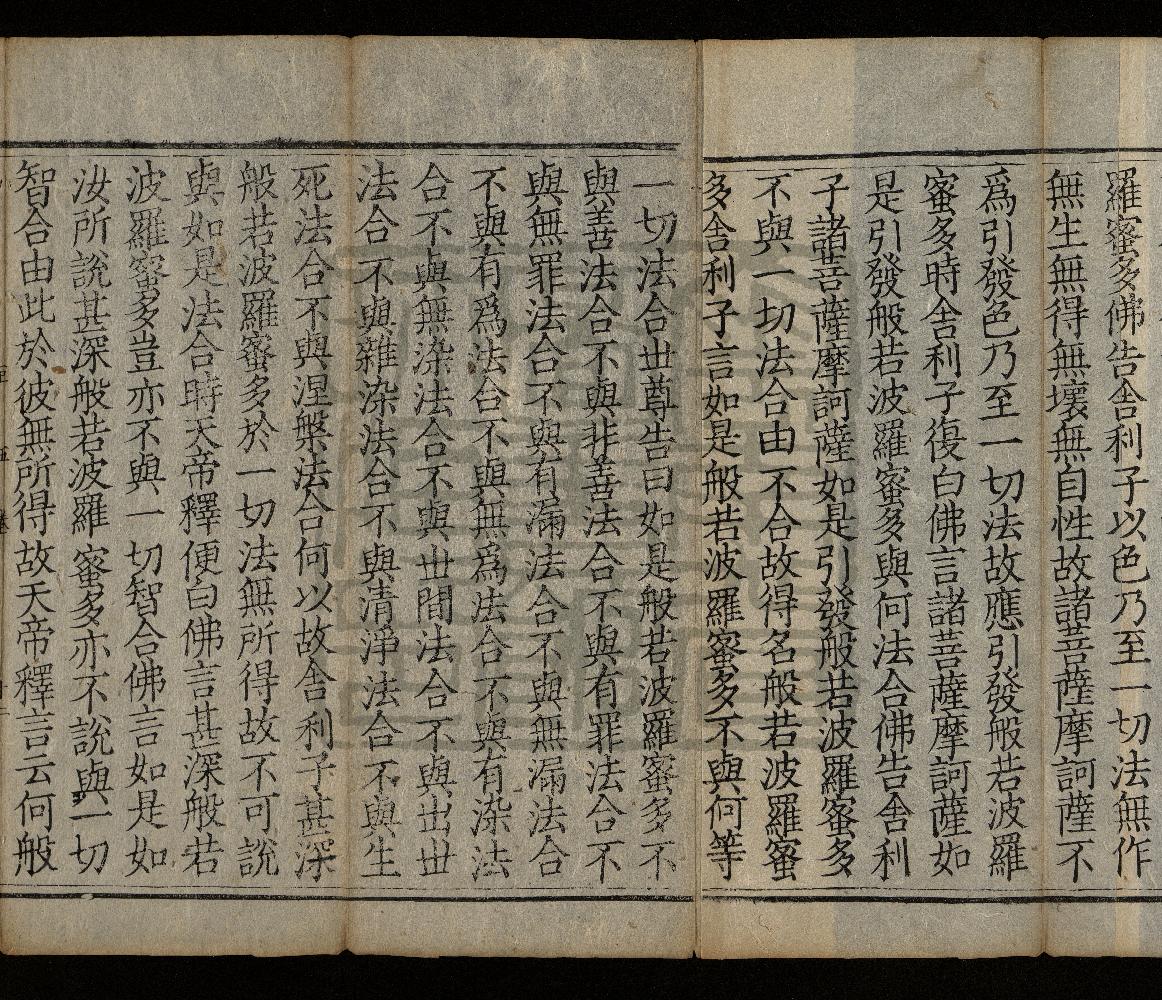 羅蜜多佛告舍利子以色乃至一切法無作
無生無得無壞無自性故諸菩薩摩訶薩不
爲引發色乃至一切法故應引發般若波羅
蜜多時舍利子復白佛言諸菩薩摩訶薩如
是引發般若波羅蜜多與何法合佛告舍利
子諸菩薩摩訶薩如是引發般若波羅蜜多
不與一切法合由不合故得名般若波羅蜜
多舍利子言如是般若波羅蜜多不與何等
一切法合世尊告曰如是般若波羅蜜多不
與善法合不與非善法合不與有罪法合不
與無罪法合不與有漏法合不與無漏法合
不與有爲法合不與無爲法合不與有染法
合不與無染法合不與世間法合不與出世
法合不與雜染法合不與清淨法合不與生
死法合不與涅槃法合何以故舍利子甚深
般若波羅蜜多於一切法無所得故不可說
與如是法合時天帝釋便白佛言甚深般若
波羅蜜多豈亦不與一切智合佛言如是如
汝所說甚深般若波羅蜜多亦不說與一切
智合由此於彼無所得故天帝釋言云何般